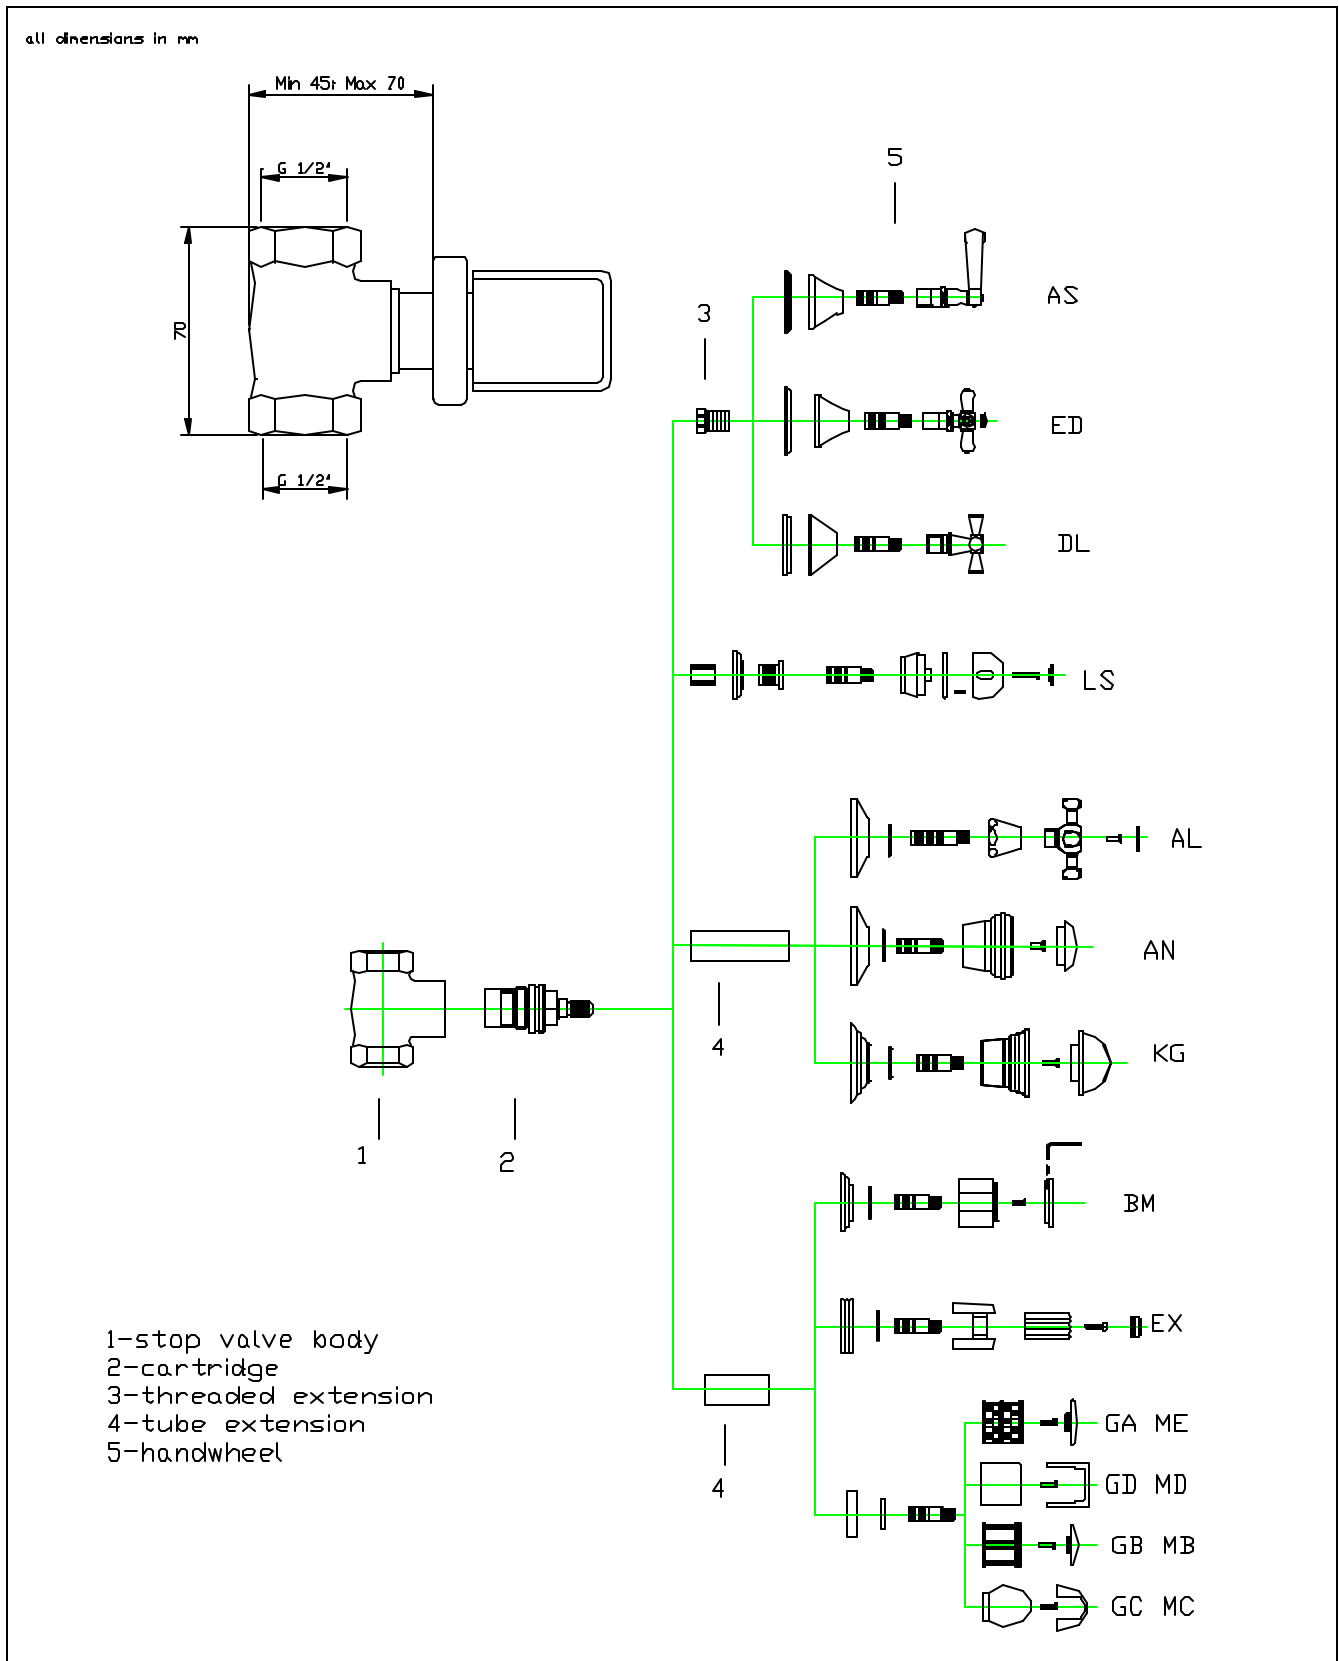 all dimensions in mm
Min 45÷ Max 70
G 1/2"
5
AS
3
70
ED
G 1/2"
DL
LS
AL
AN
4
KG
1
2
BM
EX
1-stop valve body
2-cartridge
3-threaded extension
4-tube extension
5-handwheel
GA ME
4
GD MD
GB MB
GC MC